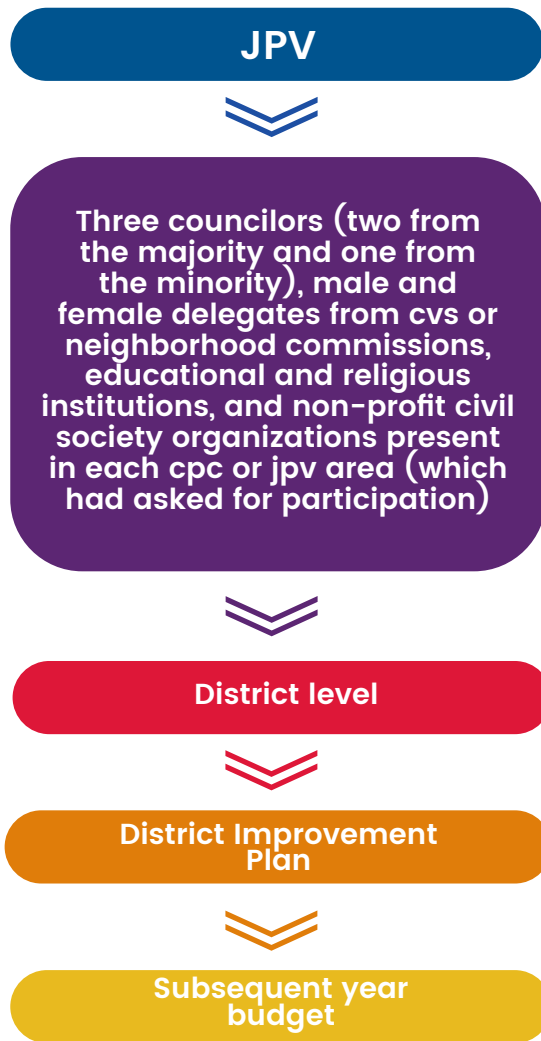 JPV
Three councilors (two from
the majority and one from
the minority), male and
female delegates from cvs or
neighborhood commissions,
educational and religious
institutions, and non-profit civil
society organizations present
in each cpc or jpv area (which
had asked for participation)
District level
District Improvement
Plan
Subsequent year
budget